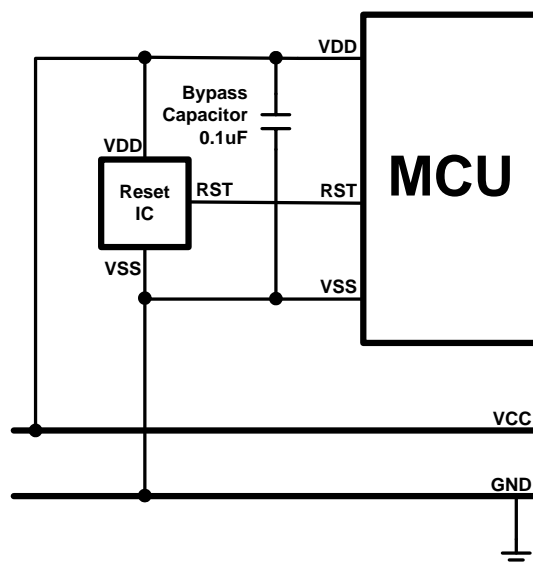 VDD
Bypass
Capacitor
0.1uF
VDD
Reset
IC
RST
RST
MCU
VSS
VSS
VCC
GND